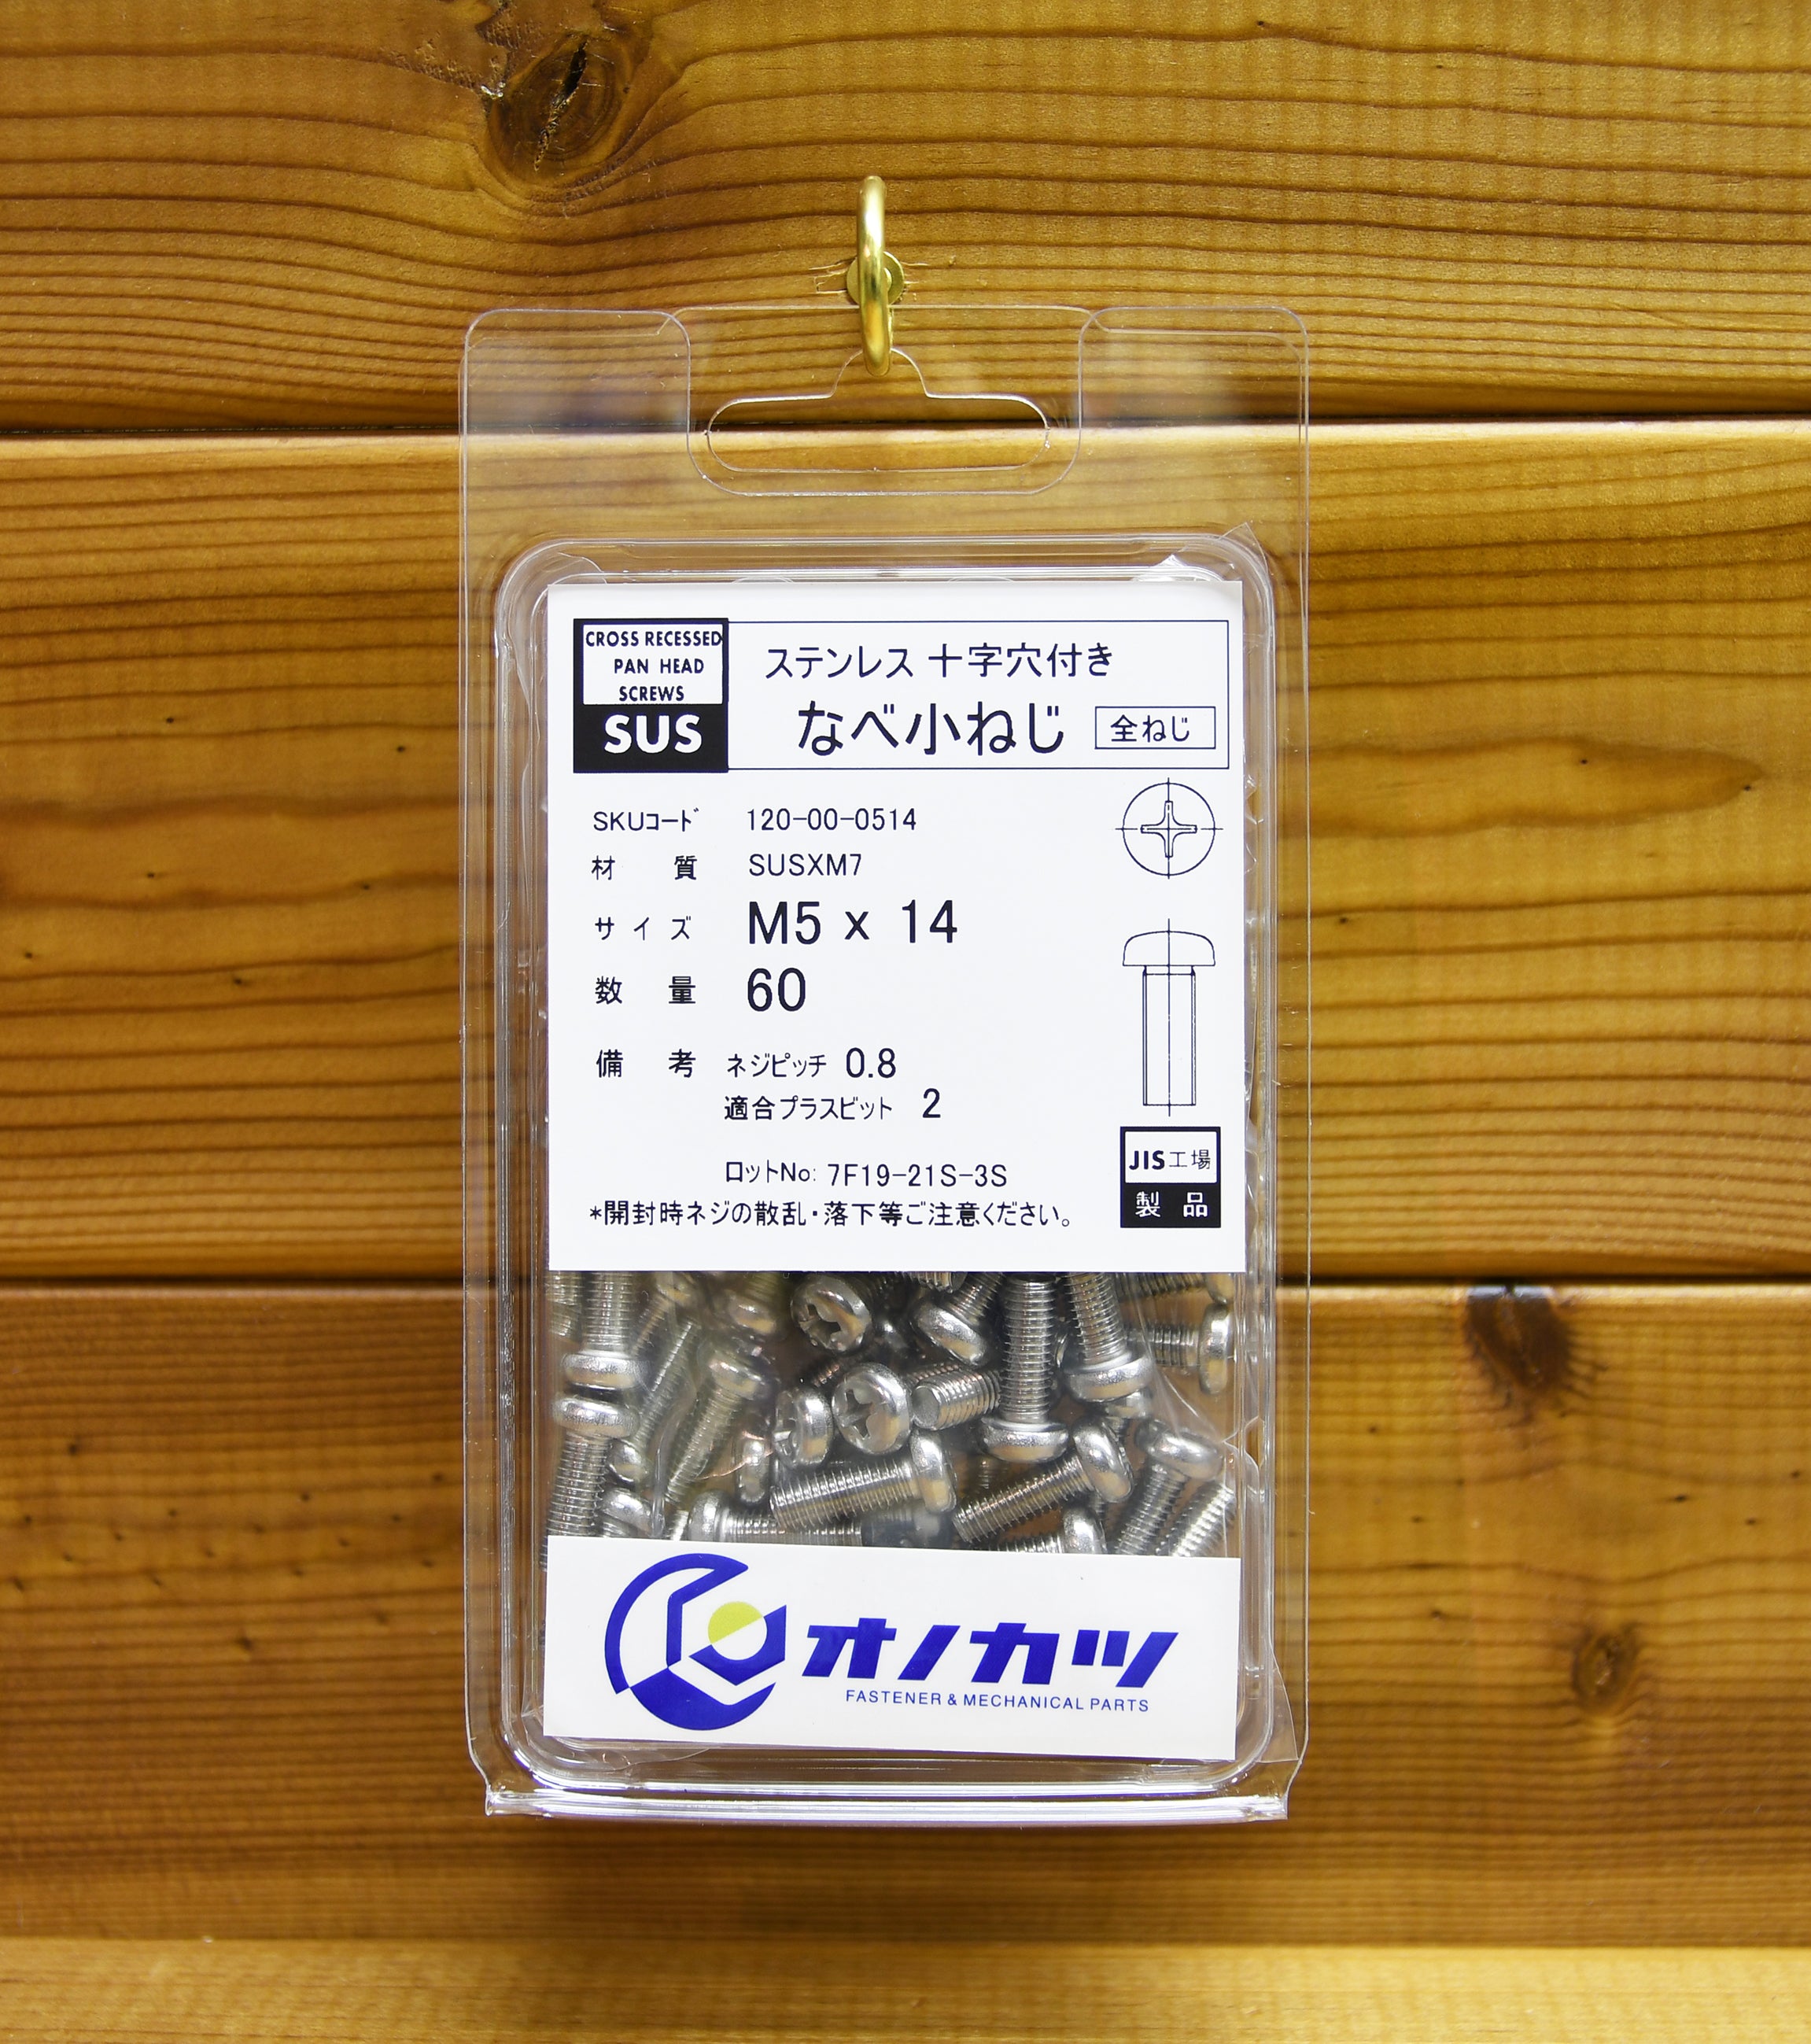 CROSS RECESSED
PAN HEAD
SCREWS
SUS
ステンレス 十字穴付き
なべ小ねじ 全ねじ
SKUコード 120-00-0514
材 質 SUSXM7
サイズ M5 x 14
数 量 60
備 考 ネジピッチ 0.8
適合プラスビット 2
ロットNo: 7F19-21S-3S
*開封時ネジの散乱・落下等ご注意ください。
JIS工場
製 品
オノカツ
FASTENER & MECHANICAL PARTS